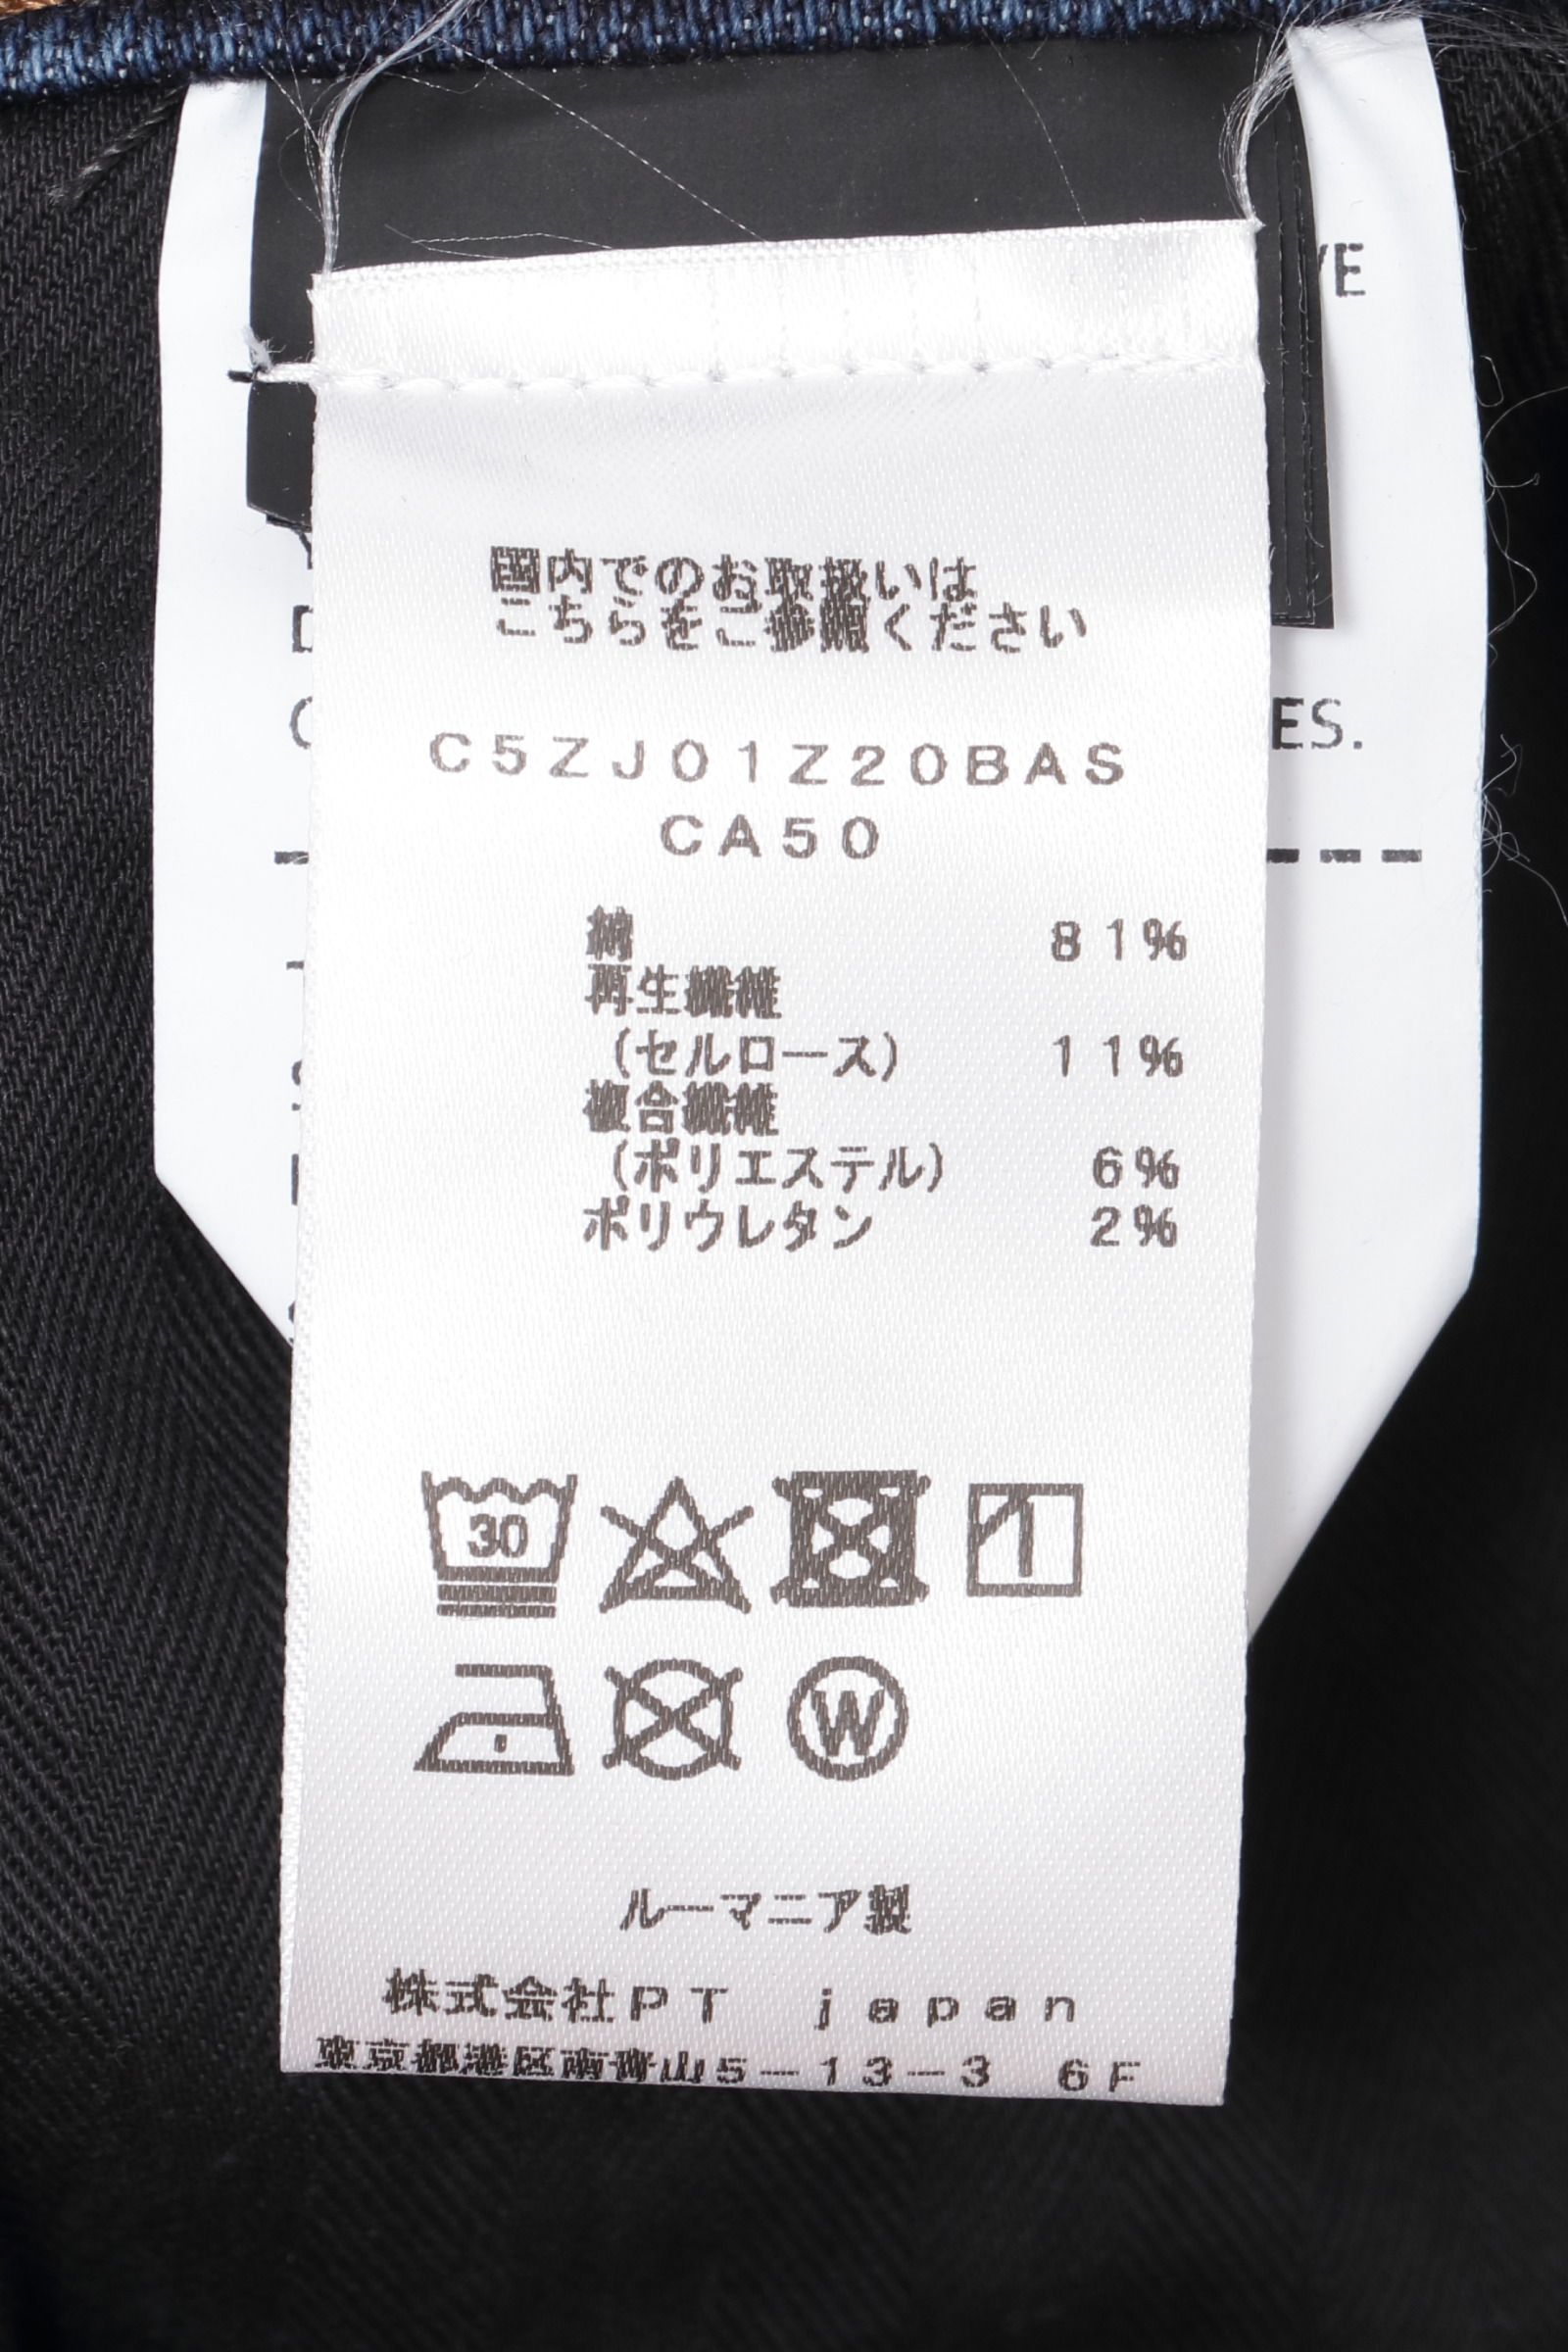 国内でのお取扱いは
こちらをご参照ください
C5ZJ01Z20BAS
CA50
綿 81%
再生繊維
(セルロース) 11%
複合繊維
(ポリエステル) 6%
ポリウレタン 2%
30
W
ルーマニア製
株式会社PT japan
東京都港区南青山5-13-3 6F
VE
ES.